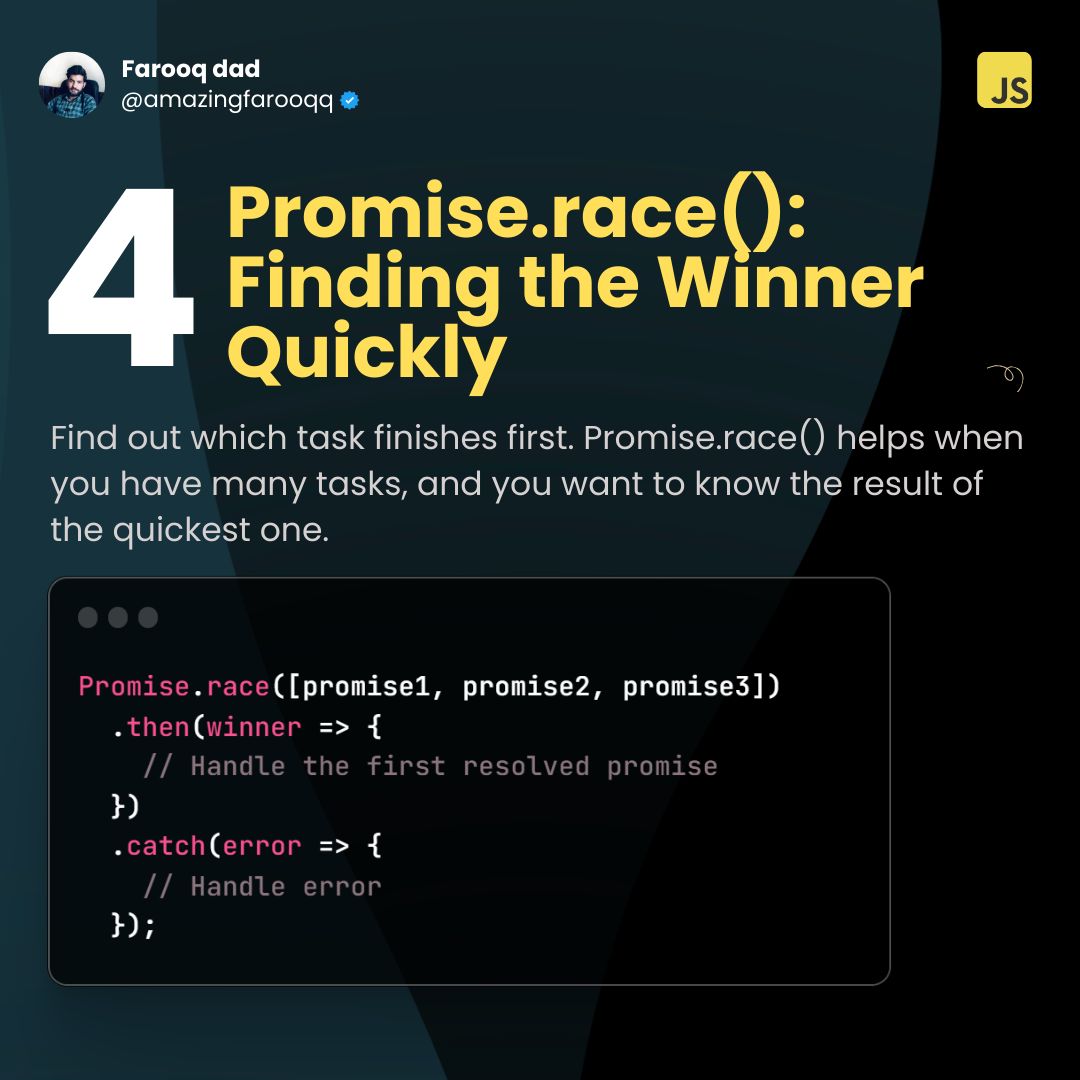 Farooq dad
@amazingfarooqq
JS
4
Promise.race():
Finding the Winner
Quickly
Find out which task finishes first. Promise.race() helps when
you have many tasks, and you want to know the result of
the quickest one.
Promise.race([promise1, promise2, promise3])
  .then(winner => {
    // Handle the first resolved promise
  })
  .catch(error => {
    // Handle error
  });